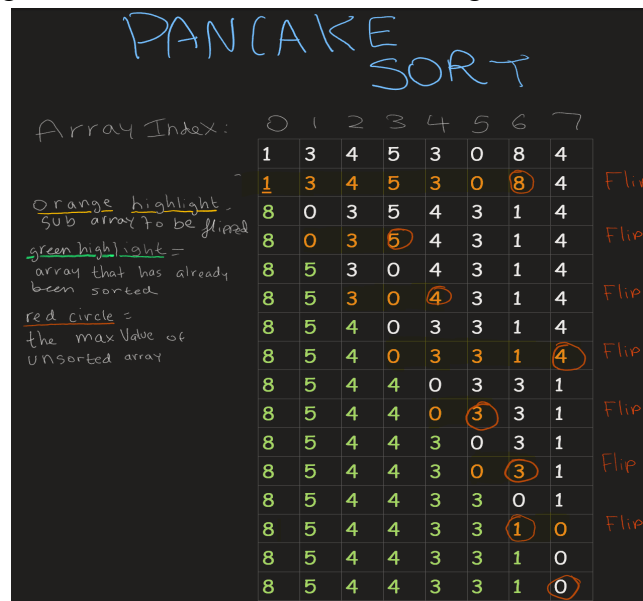 PANCAKE
SORT
Array Index: 0 1 2 3 4 5 6 7
1 3 4 5 3 0 8 4
1 3 4 5 3 0 8 4 Flip
orange highlight -
sub array to be flipped
8 0 3 5 4 3 1 4
8 0 3 5 4 3 1 4 Flip
green highlight =
array that has already
been sorted
8 5 3 0 4 3 1 4
8 5 3 0 4 3 1 4 Flip
red circle =
the max Value of
unsorted array
8 5 4 0 3 3 1 4
8 5 4 0 3 3 1 4 Flip
8 5 4 4 0 3 3 1
8 5 4 4 0 3 3 1 Flip
8 5 4 4 3 0 3 1
8 5 4 4 3 0 3 1 Flip
8 5 4 4 3 3 0 1
8 5 4 4 3 3 1 0 Flip
8 5 4 4 3 3 1 0
8 5 4 4 3 3 1 0